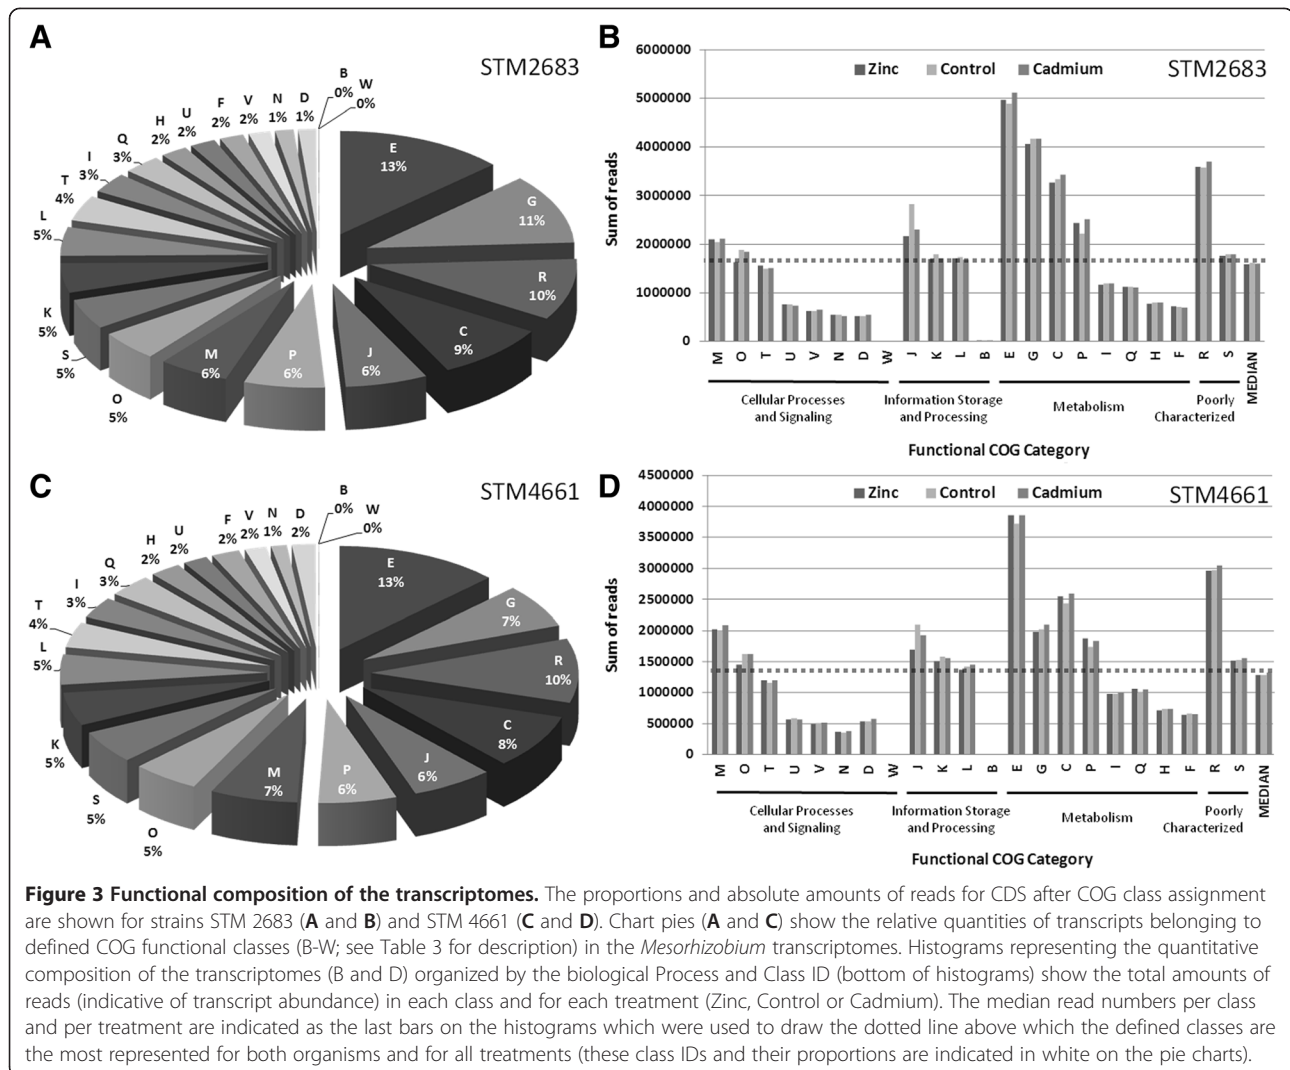 A
STM2683
B
0%
W
0%
D
1%
N
1%
V
2%
F
2%
U
2%
H
2%
Q
3%
I
3%
T
4%
L
5%
K
5%
S
5%
O
5%
M
6%
P
6%
J
6%
C
9%
R
10%
G
11%
E
13%
B
STM2683
Zinc Control Cadmium
Sum of reads
6000000
5000000
4000000
3000000
2000000
1000000
0
M O T U V N D W J K L B E G C P I Q H F R S MEDIAN
Cellular Processes and Signaling
Information Storage and Processing
Metabolism
Poorly Characterized
Functional COG Category
C
STM4661
B
0%
W
0%
D
2%
N
1%
V
2%
F
2%
U
2%
H
2%
Q
3%
I
3%
T
4%
L
5%
K
5%
S
5%
O
5%
M
7%
P
6%
J
6%
C
8%
R
10%
G
7%
E
13%
D
STM4661
Zinc Control Cadmium
Sum of reads
4500000
4000000
3500000
3000000
2500000
2000000
1500000
1000000
500000
0
M O T U V N D W J K L B E G C P I Q H F R S MEDIAN
Cellular Processes and Signaling
Information Storage and Processing
Metabolism
Poorly Characterized
Functional COG Category
Figure 3 Functional composition of the transcriptomes. The proportions and absolute amounts of reads for CDS after COG class assignment
are shown for strains STM 2683 (A and B) and STM 4661 (C and D). Chart pies (A and C) show the relative quantities of transcripts belonging to
defined COG functional classes (B-W; see Table 3 for description) in the Mesorhizobium transcriptomes. Histograms representing the quantitative
composition of the transcriptomes (B and D) organized by the biological Process and Class ID (bottom of histograms) show the total amounts of
reads (indicative of transcript abundance) in each class and for each treatment (Zinc, Control or Cadmium). The median read numbers per class
and per treatment are indicated as the last bars on the histograms which were used to draw the dotted line above which the defined classes are
the most represented for both organisms and for all treatments (these class IDs and their proportions are indicated in white on the pie charts).